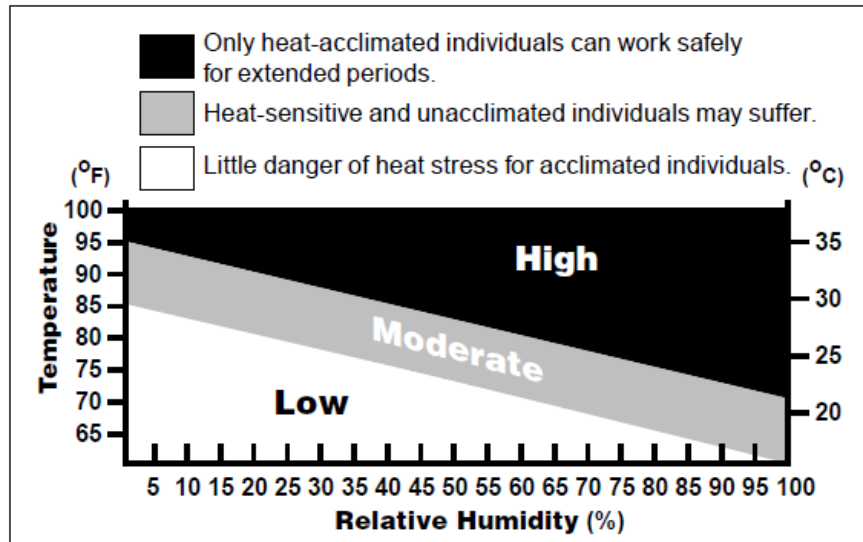 Only heat-acclimated individuals can work safely
for extended periods.
Heat-sensitive and unacclimated individuals may suffer.
Little danger of heat stress for acclimated individuals.
(°F)
(°C)
100
95
90
85
80
75
70
65
Temperature
High
Moderate
Low
35
30
25
20
5 10 15 20 25 30 35 40 45 50 55 60 65 70 75 80 85 90 95 100
Relative Humidity (%)